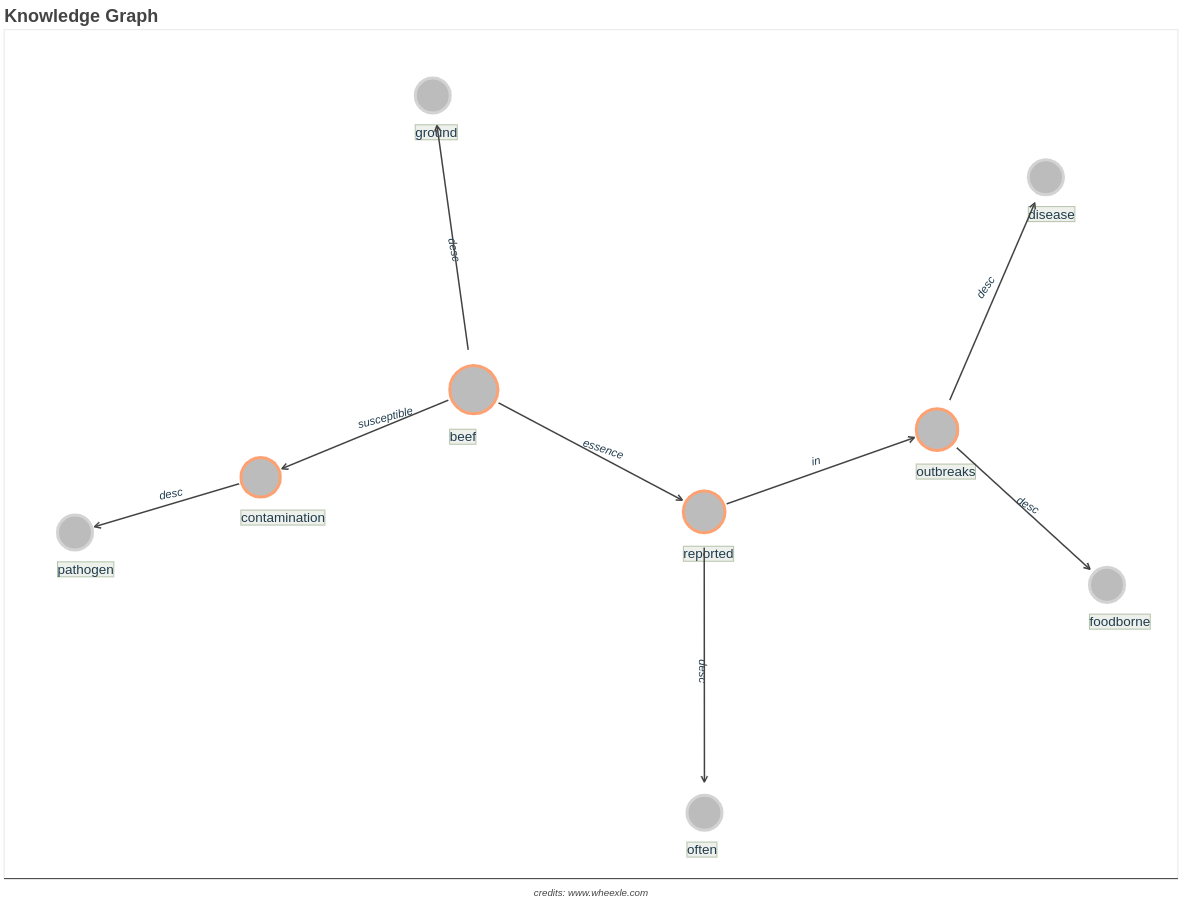 Knowledge Graph
ground
disease
desc
desc
susceptible
beef
essence
in
outbreaks
desc
contamination
desc
pathogen
reported
foodborne
desc
often
credits: www.wheexle.com